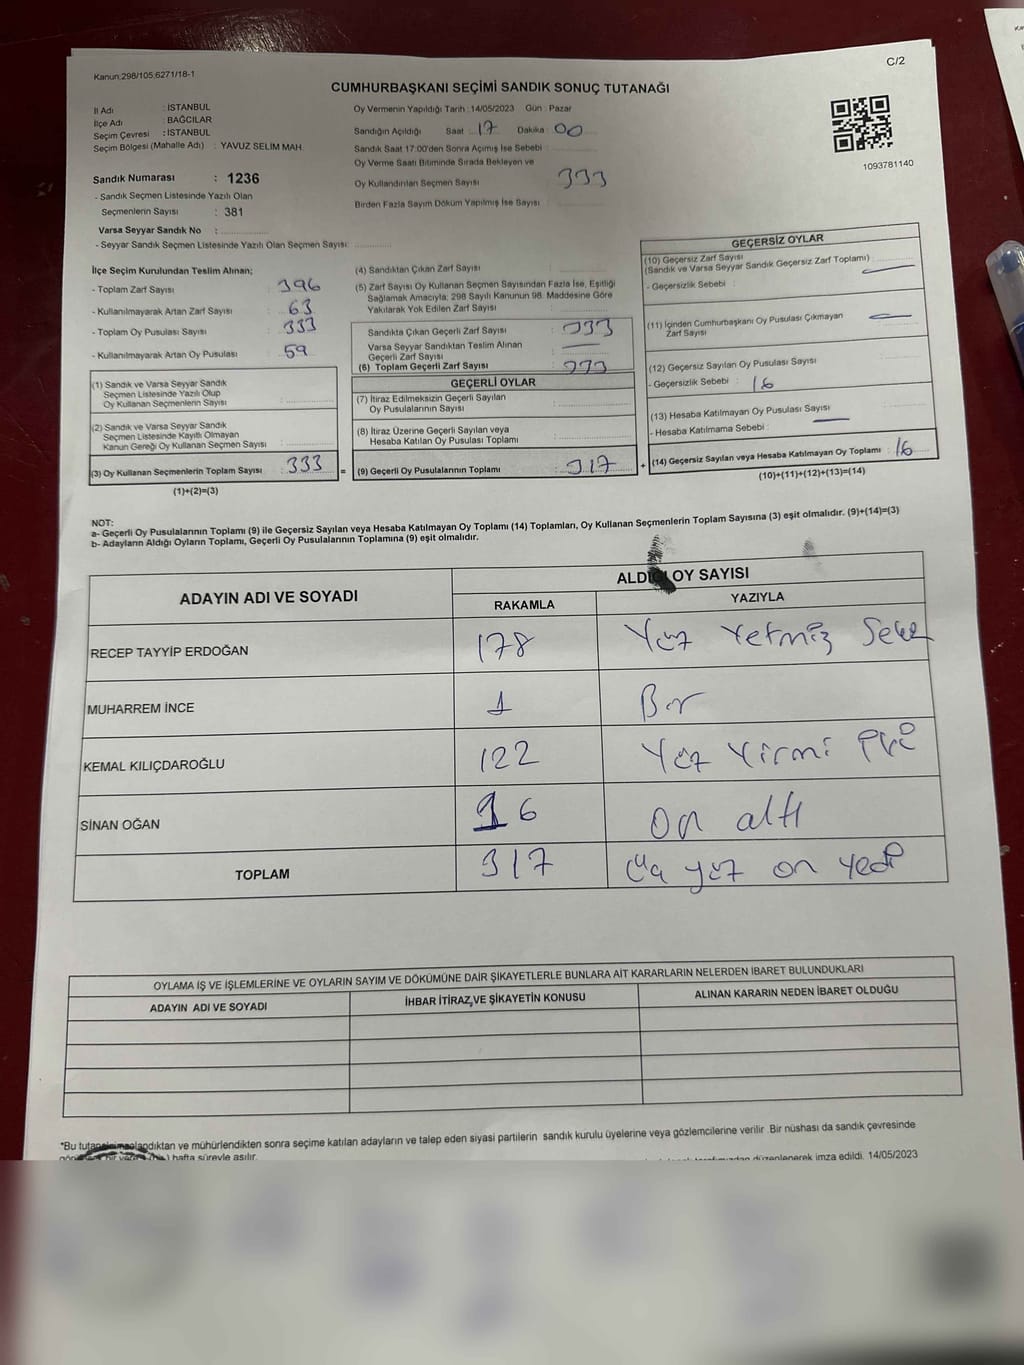 C/2
Kanun:298/105;6271/18-1
CUMHURBAŞKANI SEÇİMİ SANDIK SONUÇ TUTANAĞI
İl Adı : İSTANBUL
İlçe Adı : BAĞCILAR
Seçim Çevresi : İSTANBUL
Seçim Bölgesi (Mahalle Adı) : YAVUZ SELİM MAH.
Oy Vermenin Yapıldığı Tarih :14/05/2023 Gün : Pazar
Sandığın Açıldığı Saat 17 Dakika : 00
Sandık Saat 17:00'den Sonra Açımış İse Sebebi :
Oy Verme Saati Bitiminde Sırada Bekleyen ve
Oy Kullandırılan Seçmen Sayısı : 333
Birden Fazla Sayım Döküm Yapılmış İse Sayısı :
1093781140
Sandık Numarası : 1236
- Sandık Seçmen Listesinde Yazılı Olan
Seçmenlerin Sayısı : 381
Varsa Seyyar Sandık No :
- Seyyar Sandık Seçmen Listesinde Yazılı Olan Seçmen Sayısı:
İlçe Seçim Kurulundan Teslim Alınan;
- Toplam Zarf Sayısı : 396
- Kullanılmayarak Artan Zarf Sayısı : 63
- Toplam Oy Pusulası Sayısı : 333
- Kullanılmayarak Artan Oy Pusulası : 59
(1) Sandık ve Varsa Seyyar Sandık
Seçmen Listesinde Yazılı Olup
Oy Kullanan Seçmenlerin Sayısı :
(2) Sandık ve Varsa Seyyar Sandık
Seçmen Listesinde Kayıtlı Olmayan
Kanun Gereği Oy Kullanan Seçmen Sayısı :
(3) Oy Kullanan Seçmenlerin Toplam Sayısı : 333 =
(1)+(2)=(3)
(4) Sandıktan Çıkan Zarf Sayısı :
(5) Zarf Sayısı Oy Kullanan Seçmen Sayısından Fazla İse, Eşitliği
Sağlamak Amacıyla; 298 Sayılı Kanunun 98. Maddesine Göre
Yakılarak Yok Edilen Zarf Sayısı :
Sandıkta Çıkan Geçerli Zarf Sayısı : 333
Varsa Seyyar Sandıktan Teslim Alınan
Geçerli Zarf Sayısı : —
(6) Toplam Geçerli Zarf Sayısı : 333
GEÇERLİ OYLAR
(7) İtiraz Edilmeksizin Geçerli Sayılan
Oy Pusulalarının Sayısı :
(8) İtiraz Üzerine Geçerli Sayılan veya
Hesaba Katılan Oy Pusulası Toplamı :
(9) Geçerli Oy Pusulalarının Toplamı : 317 +
GEÇERSİZ OYLAR
(10) Geçersiz Zarf Sayısı
(Sandık ve Varsa Seyyar Sandık Geçersiz Zarf Toplamı) : —
- Geçersizlik Sebebi :
(11) İçinden Cumhurbaşkanı Oy Pusulası Çıkmayan
Zarf Sayısı : —
(12) Geçersiz Sayılan Oy Pusulası Sayısı :
- Geçersizlik Sebebi : 16
(13) Hesaba Katılmayan Oy Pusulası Sayısı : —
- Hesaba Katılmama Sebebi :
(14) Geçersiz Sayılan veya Hesaba Katılmayan Oy Toplamı : 16
(10)+(11)+(12)+(13)=(14)
NOT:
a- Geçerli Oy Pusulalarının Toplamı (9) ile Geçersiz Sayılan veya Hesaba Katılmayan Oy Toplamı (14) Toplamları, Oy Kullanan Seçmenlerin Toplam Sayısına (3) eşit olmalıdır. (9)+(14)=(3)
b- Adayların Aldığı Oyların Toplamı, Geçerli Oy Pusulalarının Toplamına (9) eşit olmalıdır.
ADAYIN ADI VE SOYADI
ALDIĞI OY SAYISI
RAKAMLA YAZIYLA
RECEP TAYYİP ERDOĞAN 178 Yüz Yetmiş Sekiz
MUHARREM İNCE 1 Bir
KEMAL KILIÇDAROĞLU 122 Yüz Yirmi İki
SİNAN OĞAN 16 On altı
TOPLAM 317 Üç yüz on yedi
OYLAMA İŞ VE İŞLEMLERİNE VE OYLARIN SAYIM VE DÖKÜMÜNE DAİR ŞİKAYETLERLE BUNLARA AİT KARARLARIN NELERDEN İBARET BULUNDUKLARI
ADAYIN ADI VE SOYADI İHBAR İTİRAZ,VE ŞİKAYETİN KONUSU ALINAN KARARIN NEDEN İBARET OLDUĞU
*Bu tutanak imzalandıktan ve mühürlendikten sonra seçime katılan adayların ve talep eden siyasi partilerin sandık kurulu üyelerine veya gözlemcilerine verilir .Bir nüshası da sandık çevresinde
bir hafta süreyle asılır. düzenlenerek imza edildi. 14/05/2023